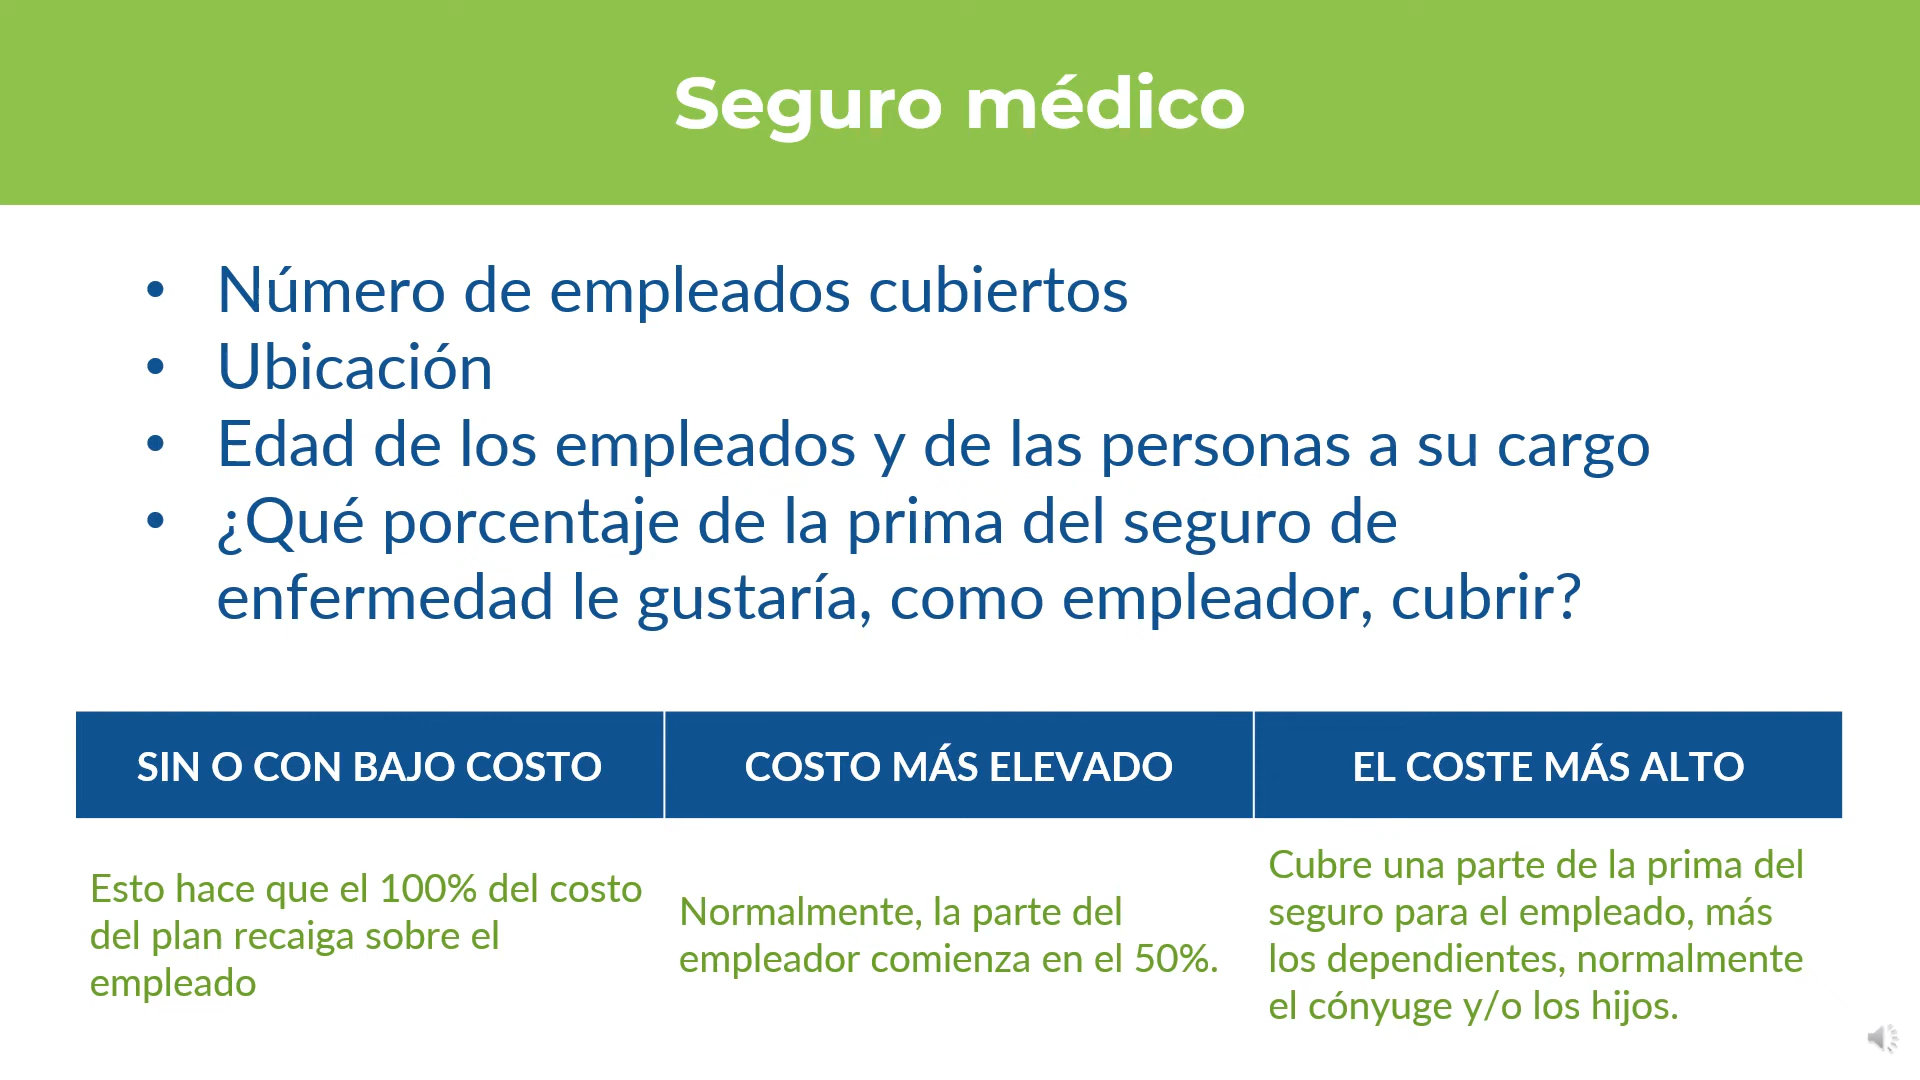 Seguro médico
• Número de empleados cubiertos
• Ubicación
• Edad de los empleados y de las personas a su cargo
• ¿Qué porcentaje de la prima del seguro de
enfermedad le gustaría, como empleador, cubrir?
SIN O CON BAJO COSTO
Esto hace que el 100% del costo
del plan recaiga sobre el
empleado
COSTO MÁS ELEVADO
Normalmente, la parte del
empleador comienza en el 50%.
EL COSTE MÁS ALTO
Cubre una parte de la prima del
seguro para el empleado, más
los dependientes, normalmente
el cónyuge y/o los hijos.